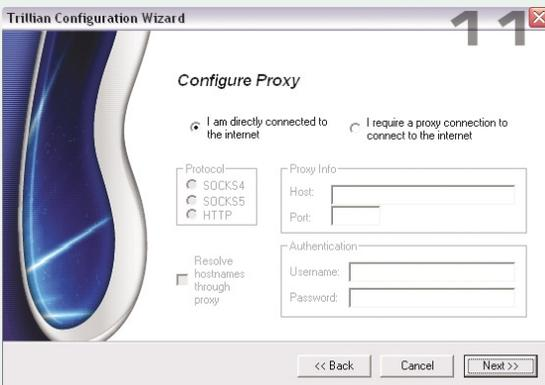 Trillian Configuration Wizard
11
Configure Proxy
I am directly connected to
the internet
I require a proxy connection to
connect to the internet
Protocol
SOCKS4
SOCKS5
HTTP
Proxy Info
Host:
Port:
Resolve
hostnames
through
proxy
Authentication
Username:
Password:
<< Back
Cancel
Next >>